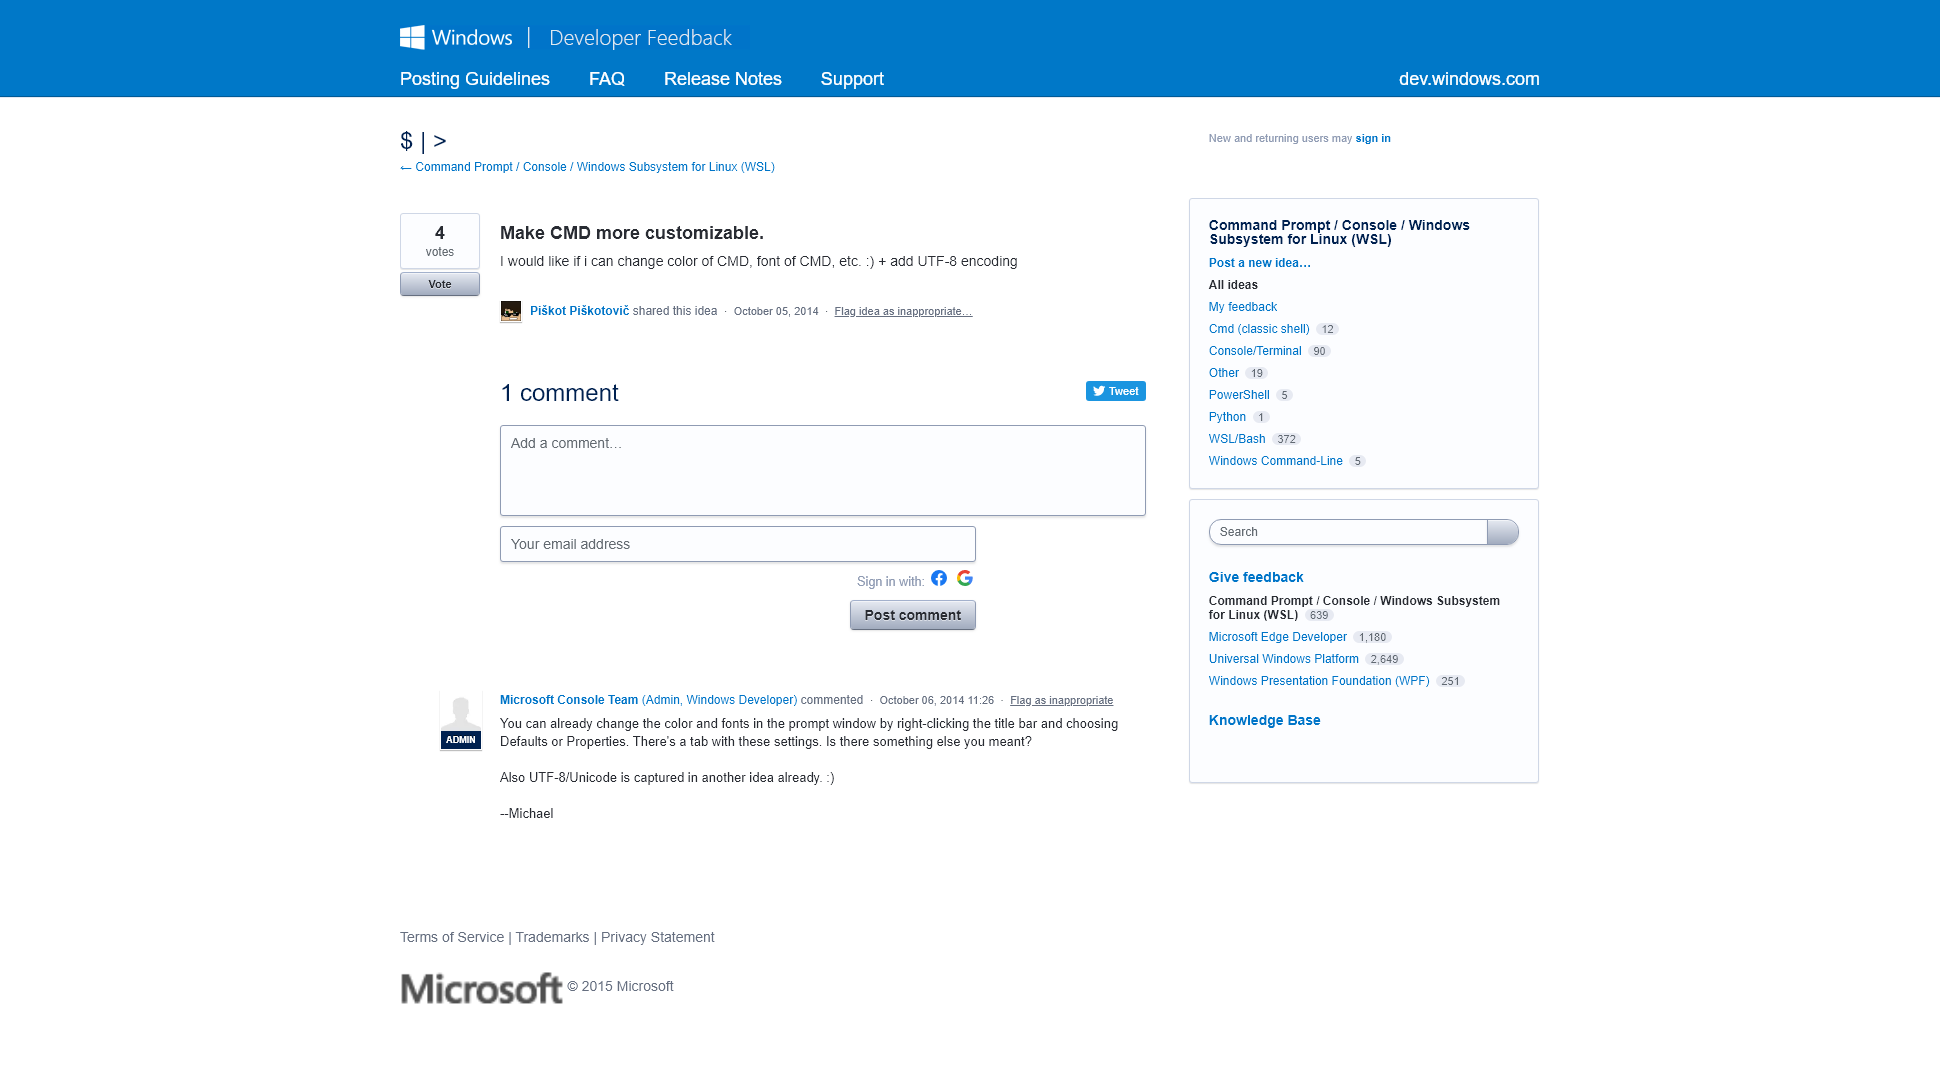 Windows | Developer Feedback
Posting Guidelines FAQ Release Notes Support dev.windows.com
$ | >
← Command Prompt / Console / Windows Subsystem for Linux (WSL)
New and returning users may sign in
4
votes
Vote
Make CMD more customizable.
I would like if i can change color of CMD, font of CMD, etc. :) + add UTF-8 encoding
Piškot Piškotovič shared this idea · October 05, 2014 · Flag idea as inappropriate…
1 comment
Tweet
Add a comment…
Your email address
Sign in with:
Post comment
ADMIN
Microsoft Console Team (Admin, Windows Developer) commented · October 06, 2014 11:26 · Flag as inappropriate
You can already change the color and fonts in the prompt window by right-clicking the title bar and choosing
Defaults or Properties. There's a tab with these settings. Is there something else you meant?
Also UTF-8/Unicode is captured in another idea already. :)
--Michael
Command Prompt / Console / Windows
Subsystem for Linux (WSL)
Post a new idea…
All ideas
My feedback
Cmd (classic shell) 12
Console/Terminal 90
Other 19
PowerShell 5
Python 1
WSL/Bash 372
Windows Command-Line 5
Search
Give feedback
Command Prompt / Console / Windows Subsystem
for Linux (WSL) 639
Microsoft Edge Developer 1,180
Universal Windows Platform 2,649
Windows Presentation Foundation (WPF) 251
Knowledge Base
Terms of Service | Trademarks | Privacy Statement
Microsoft © 2015 Microsoft